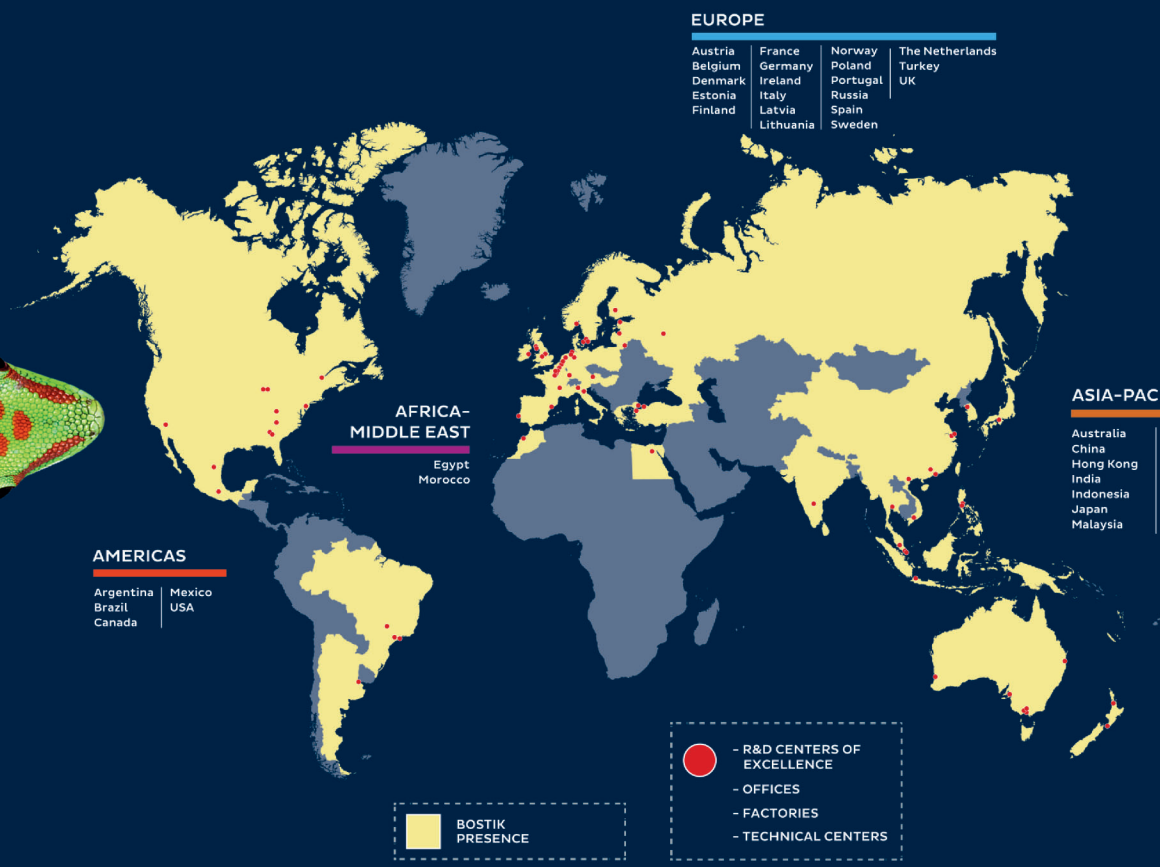 EUROPE
Austria
Belgium
Denmark
Estonia
Finland
France
Germany
Ireland
Italy
Latvia
Lithuania
Norway
Poland
Portugal
Russia
Spain
Sweden
The Netherlands
Turkey
UK
AFRICA-
MIDDLE EAST
Egypt
Morocco
ASIA-PAC
Australia
China
Hong Kong
India
Indonesia
Japan
Malaysia
AMERICAS
Argentina
Brazil
Canada
Mexico
USA
BOSTIK
PRESENCE
- R&D CENTERS OF
EXCELLENCE
- OFFICES
- FACTORIES
- TECHNICAL CENTERS